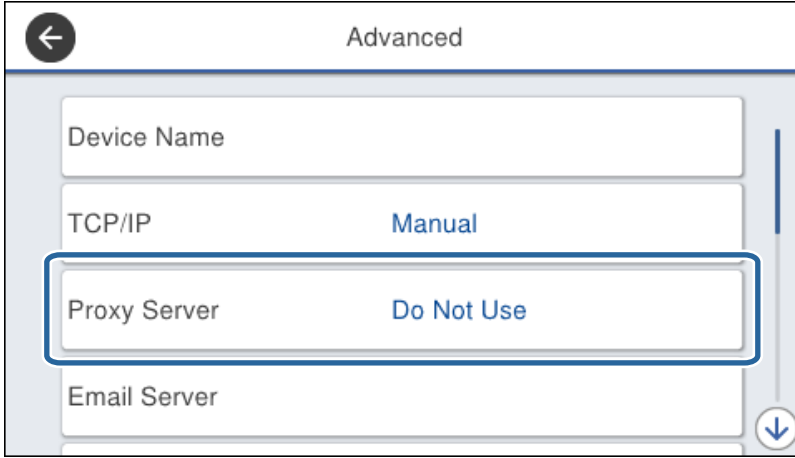 Advanced
Device Name
TCP/IP Manual
Proxy Server Do Not Use
Email Server